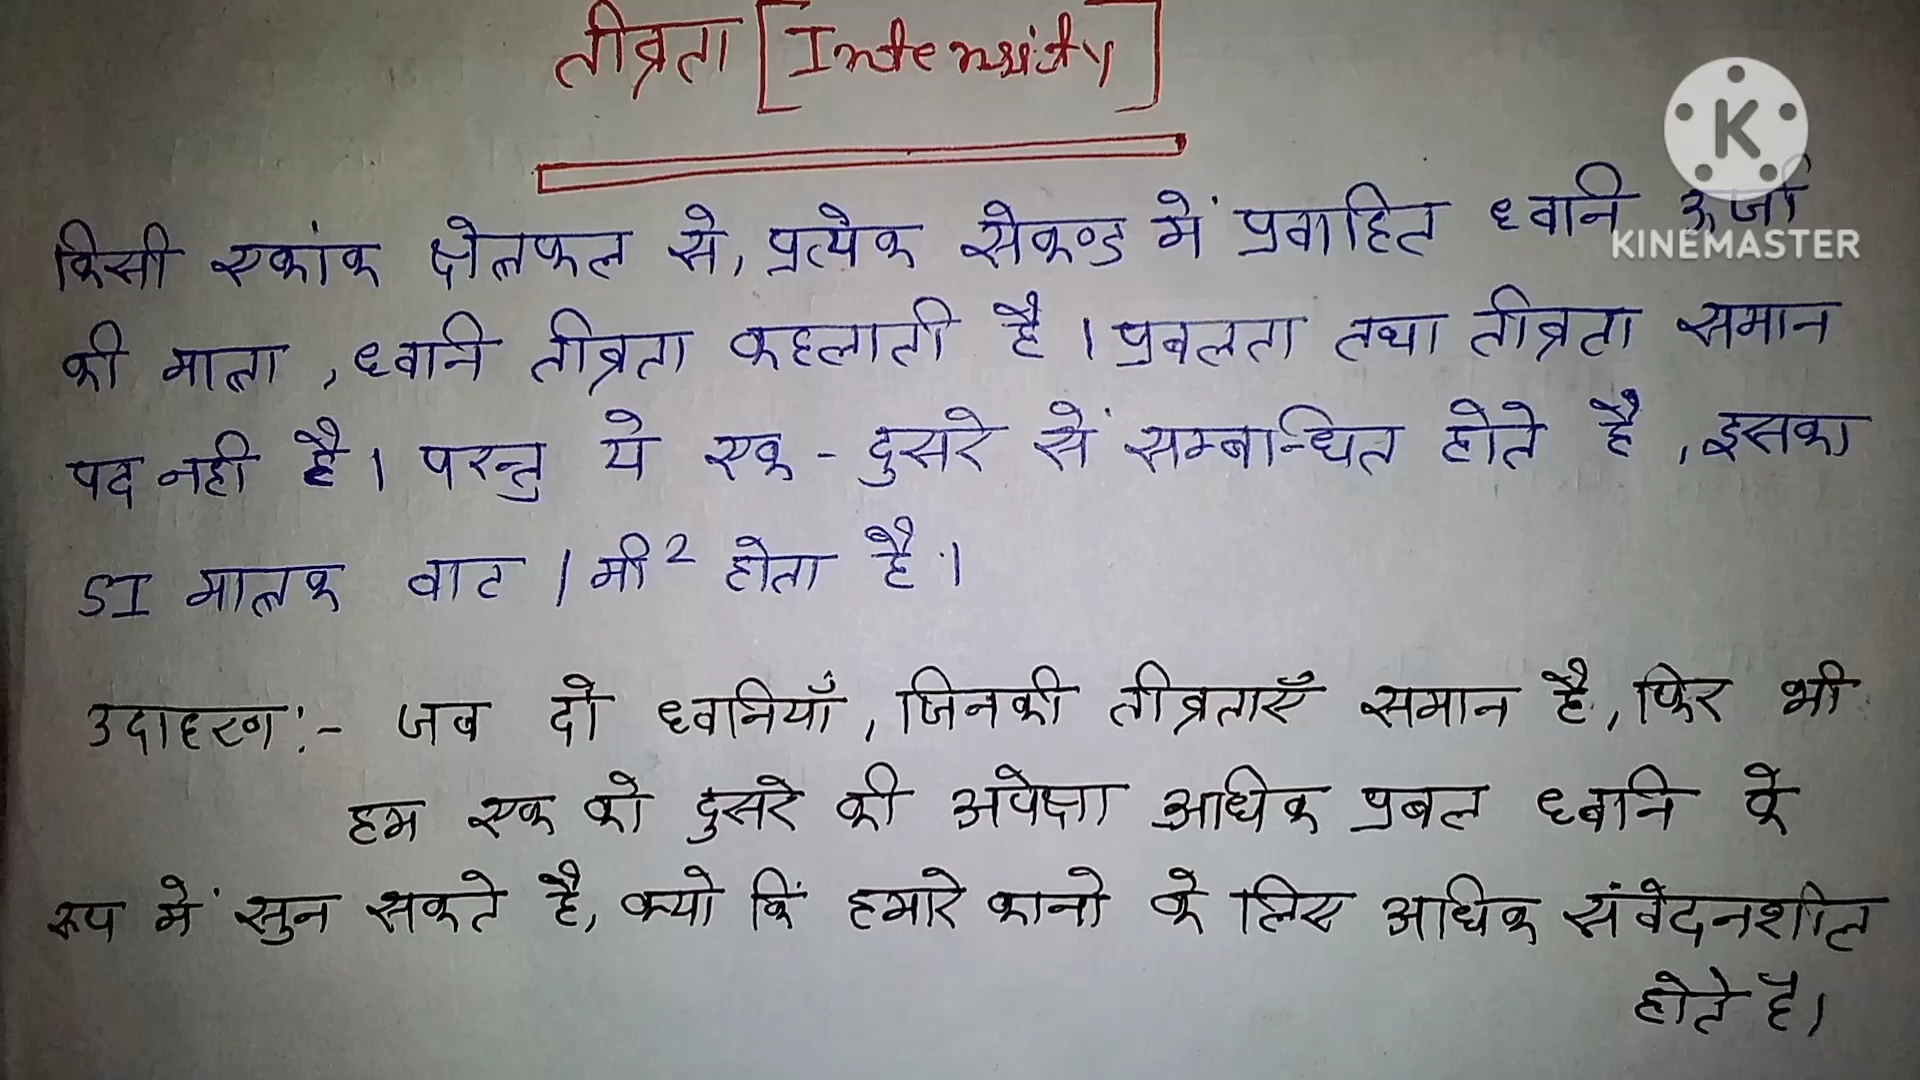 तीव्रता [Intensity]
K
KINEMASTER
किसी एकांक क्षेत्रफल से, प्रत्येक सेकण्ड में प्रवाहित ध्वनि ऊर्जा
की मात्रा, ध्वनि तीव्रता कहलाती है। प्रबलता तथा तीव्रता समान
पद नही है। परन्तु ये एक - दुसरे सें सम्बान्धित होते है, इसका
SI मात्रक वाट / मी² होता है।
उदाहरण:- जब दो ध्वनियाँ, जिनकी तीव्रताएँ समान है, फिर भी
हम एक को दुसरे की अपेक्षा अधिक प्रबल ध्वनि के
रूप में सुन सकते है, क्यो किं हमारे कानो के लिए अधिक संवेदनशील
होते है।